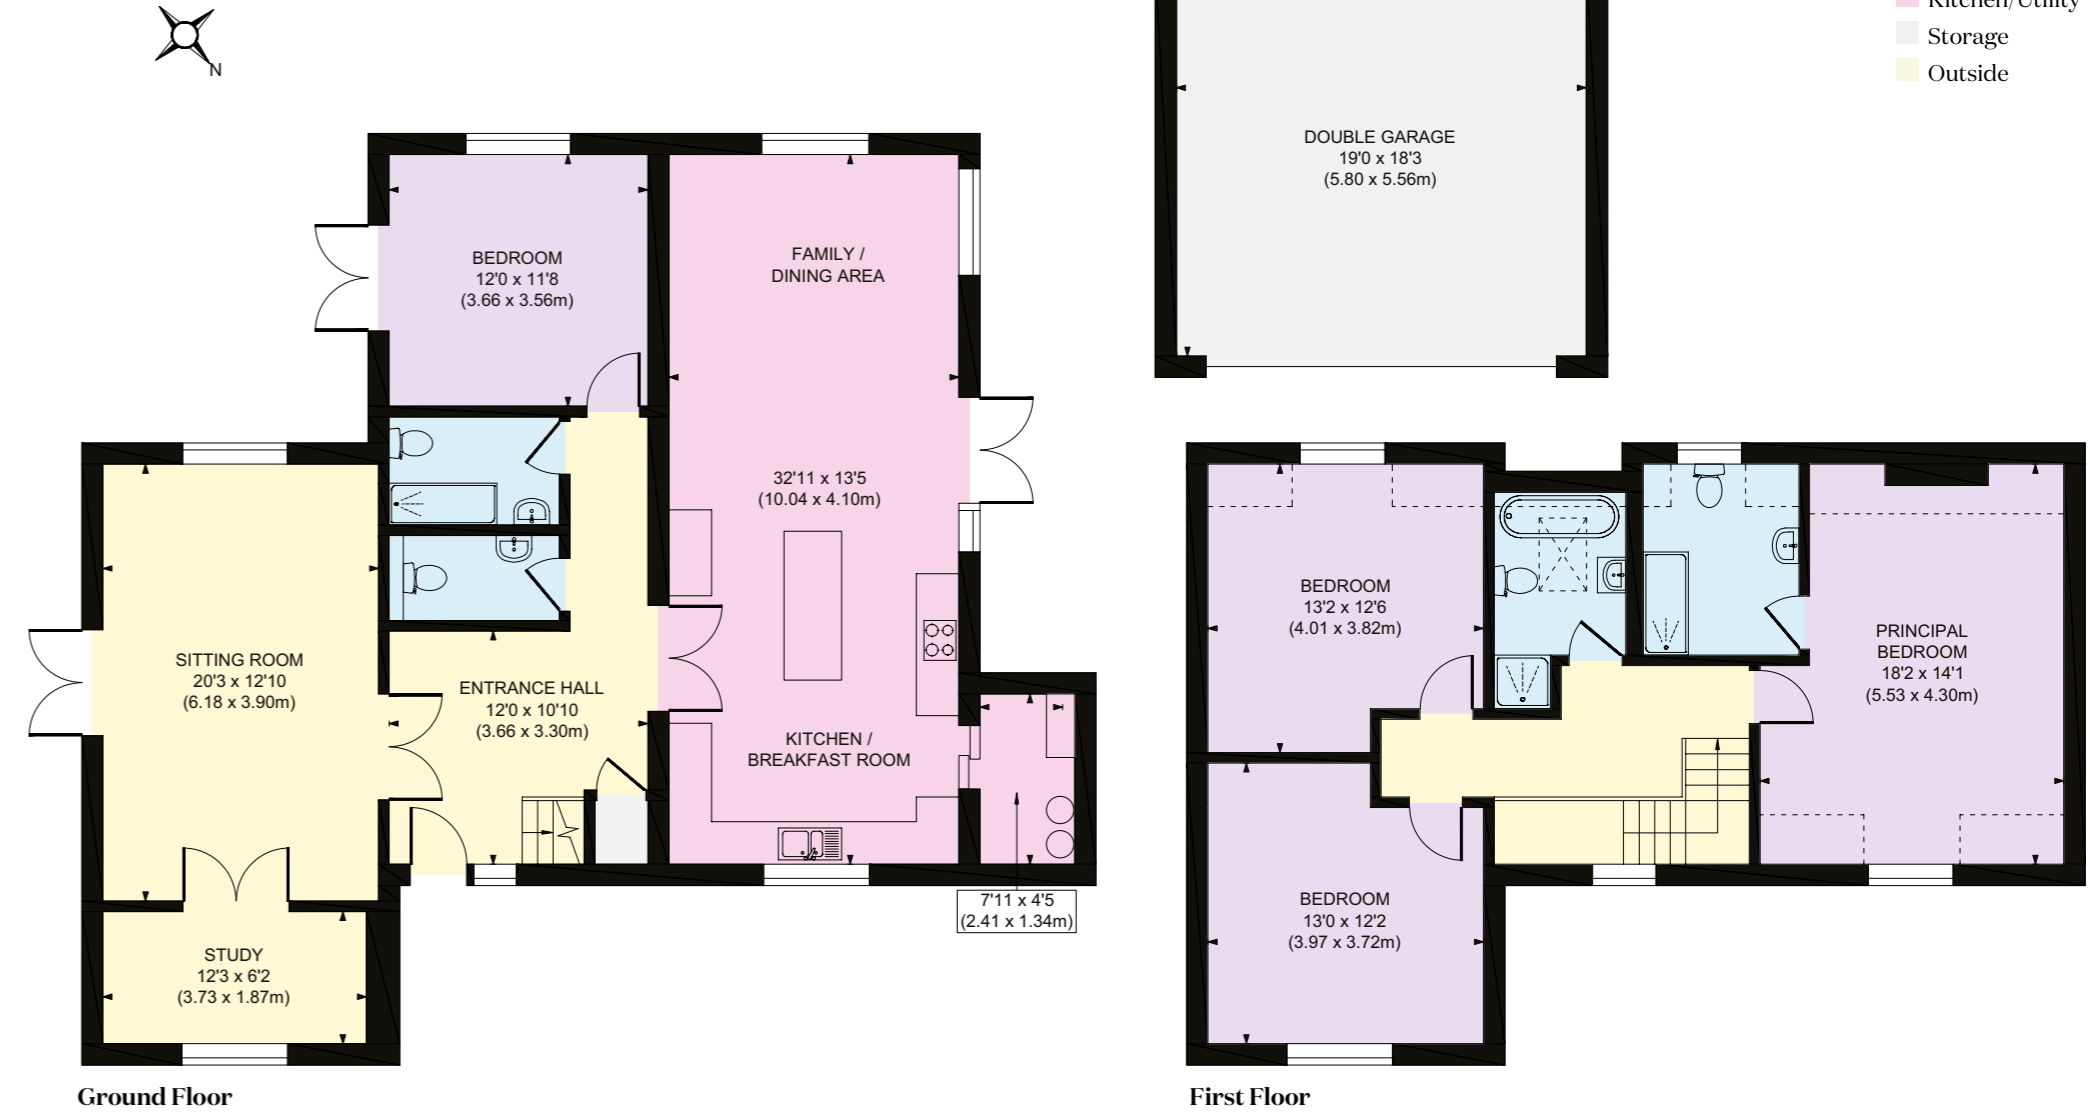 N
Kitchen/Utility
Storage
Outside
DOUBLE GARAGE
19'0 x 18'3
(5.80 x 5.56m)
BEDROOM
12'0 x 11'8
(3.66 x 3.56m)
FAMILY /
DINING AREA
32'11 x 13'5
(10.04 x 4.10m)
SITTING ROOM
20'3 x 12'10
(6.18 x 3.90m)
ENTRANCE HALL
12'0 x 10'10
(3.66 x 3.30m)
KITCHEN /
BREAKFAST ROOM
7'11 x 4'5
(2.41 x 1.34m)
STUDY
12'3 x 6'2
(3.73 x 1.87m)
Ground Floor
BEDROOM
13'2 x 12'6
(4.01 x 3.82m)
PRINCIPAL
BEDROOM
18'2 x 14'1
(5.53 x 4.30m)
BEDROOM
13'0 x 12'2
(3.97 x 3.72m)
First Floor